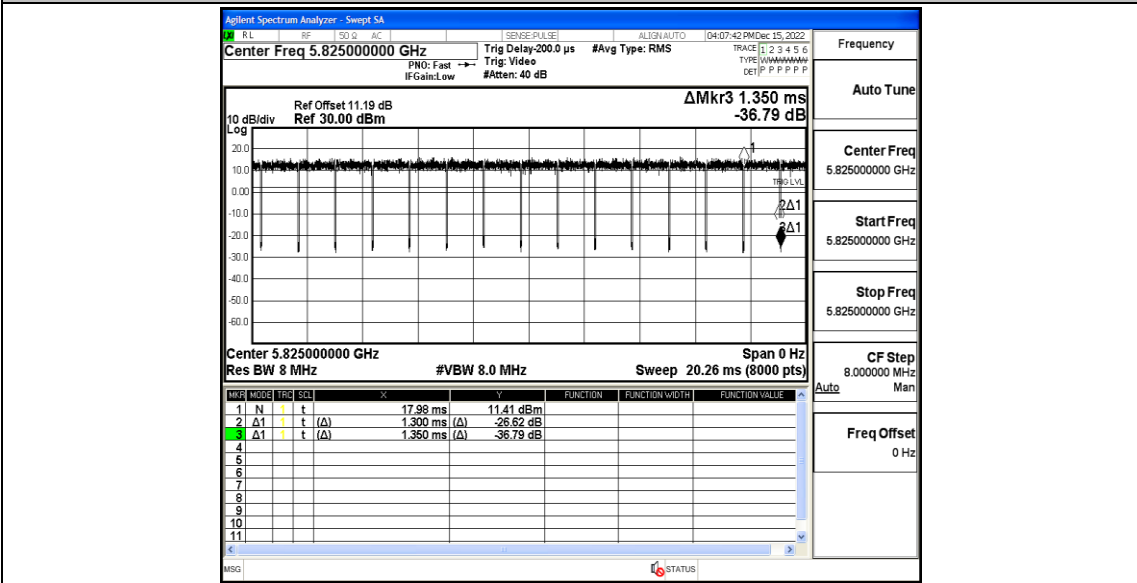 Agilent Spectrum Analyzer - Swept SA
RL RF 50 Ω AC SENSE:PULSE ALIGN AUTO 04:07:42 PM Dec 15, 2022
Center Freq 5.825000000 GHz Trig Delay-200.0 µs #Avg Type: RMS TRACE 1 2 3 4 5 6
PNO: Fast Trig: Video TYPE
IFGain:Low #Atten: 40 dB DET P P P P P P
Ref Offset 11.19 dB ΔMkr3 1.350 ms
10 dB/div Ref 30.00 dBm -36.79 dB
Log
20.0
1
10.0
TRIG LVL
0.00
-10.0
2Δ1
-20.0
3Δ1
-30.0
-40.0
-50.0
-60.0
Center 5.825000000 GHz Span 0 Hz
Res BW 8 MHz #VBW 8.0 MHz Sweep 20.26 ms (8000 pts)
MKR MODE TRC SCL X Y FUNCTION FUNCTION WIDTH FUNCTION VALUE
1 N 1 t 17.98 ms 11.41 dBm
2 Δ1 1 t (Δ) 1.300 ms (Δ) -26.62 dB
3 Δ1 1 t (Δ) 1.350 ms (Δ) -36.79 dB
4
5
6
7
8
9
10
11
MSG STATUS
Frequency
Auto Tune
Center Freq
5.825000000 GHz
Start Freq
5.825000000 GHz
Stop Freq
5.825000000 GHz
CF Step
8.000000 MHz
Auto Man
Freq Offset
0 Hz